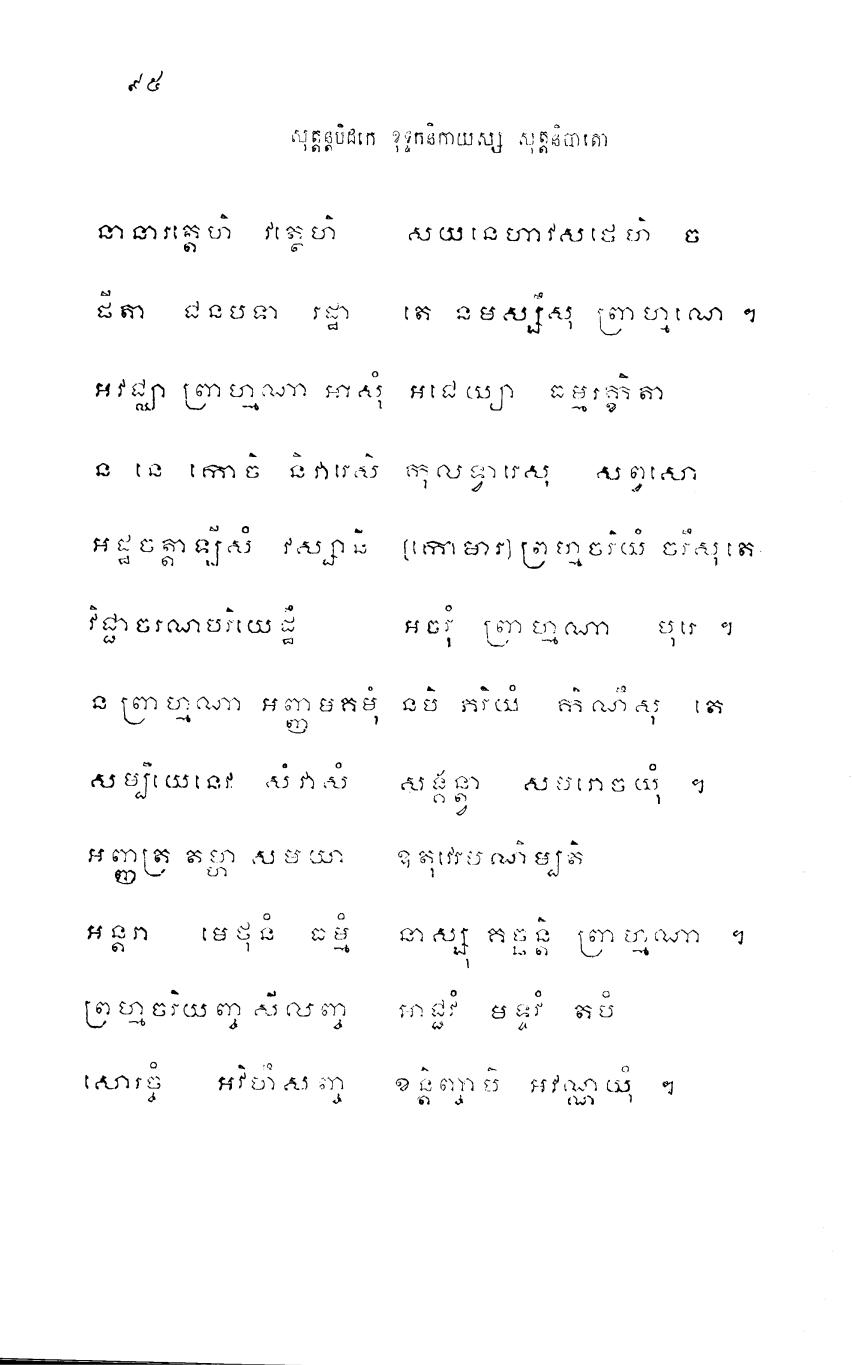 ៩៥
សុត្តន្តបិដកេ ខុទ្ទកនិកាយស្ស សុត្តនិបាតោ
នានារត្តេហិ វត្ថេហិ សយនេហាវសថេហិ ច
ផីតា ជនបទា រដ្ឋា តេ នមស្សឹសុ ព្រាហ្មណេ ។
អវជ្ឈា ព្រាហ្មណា អាសុំ អជេយ្យា ធម្មរក្ខិតា
ន នេ កោចិ និវារេសិ កុលទ្វារេសុ សព្វសោ
អដ្ឋចត្តាឡីសំ វស្សានិ (កោមារ) ព្រហ្មចរិយំ ចរឹសុ តេ
វិជ្ជាចរណបរិយេដ្ឋឹ អចរុំ ព្រាហ្មណា បុរេ ។
ន ព្រាហ្មណា អញ្ញមគមុំ នបិ ភរិយំ កិណឹសុ តេ
សម្បិយេនេវ សំវាសំ សង្គន្ត្វា សមរោចយុំ ។
អញ្ញត្រ តម្ហា សមយា ឧតុវេរមណិម្បតិ
អន្តរា មេថុនំ ធម្មំ នាស្សុ គច្ឆន្តិ ព្រាហ្មណា ។
ព្រហ្មចរិយញ្ច សីលញ្ច អាជ្ជវំ មទ្ទវំ តបំ
សោរច្ចំ អវិហឹសញ្ច ខន្តិញ្ចាបិ អវណ្ណយុំ ។